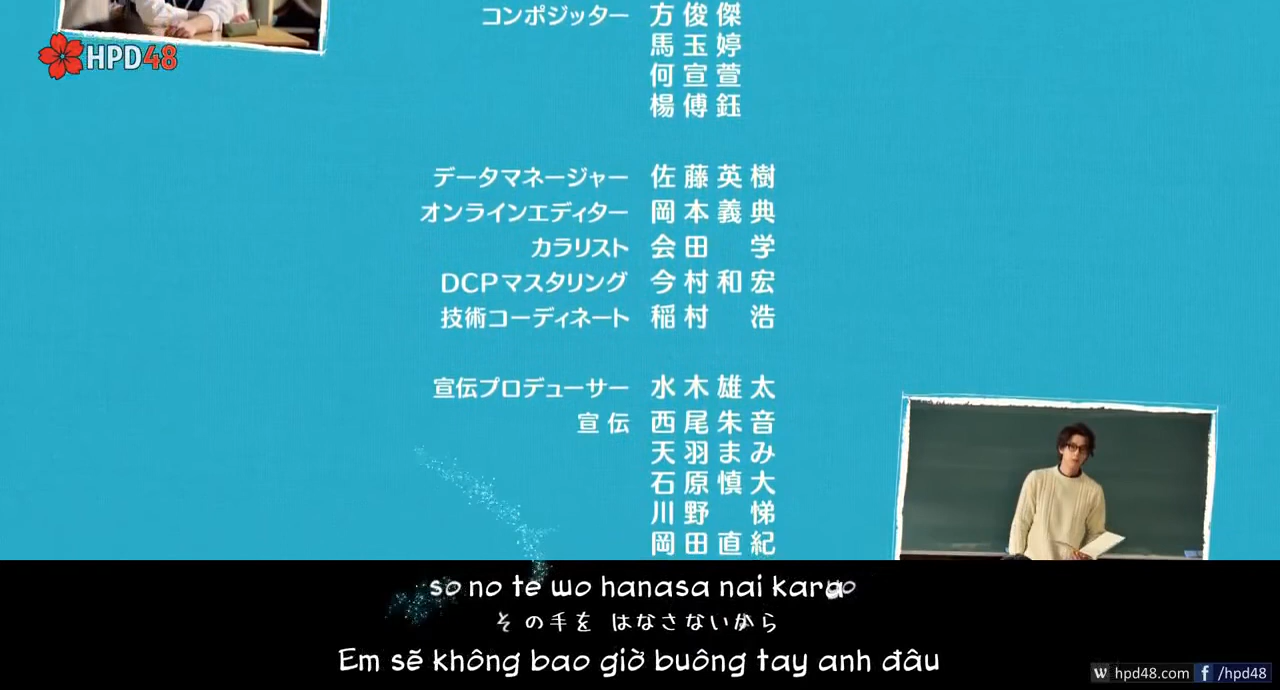 コンポジッター 方俊傑
馬玉婷
何宣萱
楊傅鈺
HPD48
データマネージャー 佐藤英樹
オンラインエディター 岡本義典
カラリスト 会田 学
DCPマスタリング 今村和宏
技術コーディネート 稲村 浩
宣伝プロデューサー 水木雄太
宣伝 西尾朱音
天羽まみ
石原慎大
川野 悌
岡田直紀
so no te wo hanasa nai kara
その手を はなさないから
Em sẽ không bao giờ buông tay anh đâu
hpd48.com /hpd48